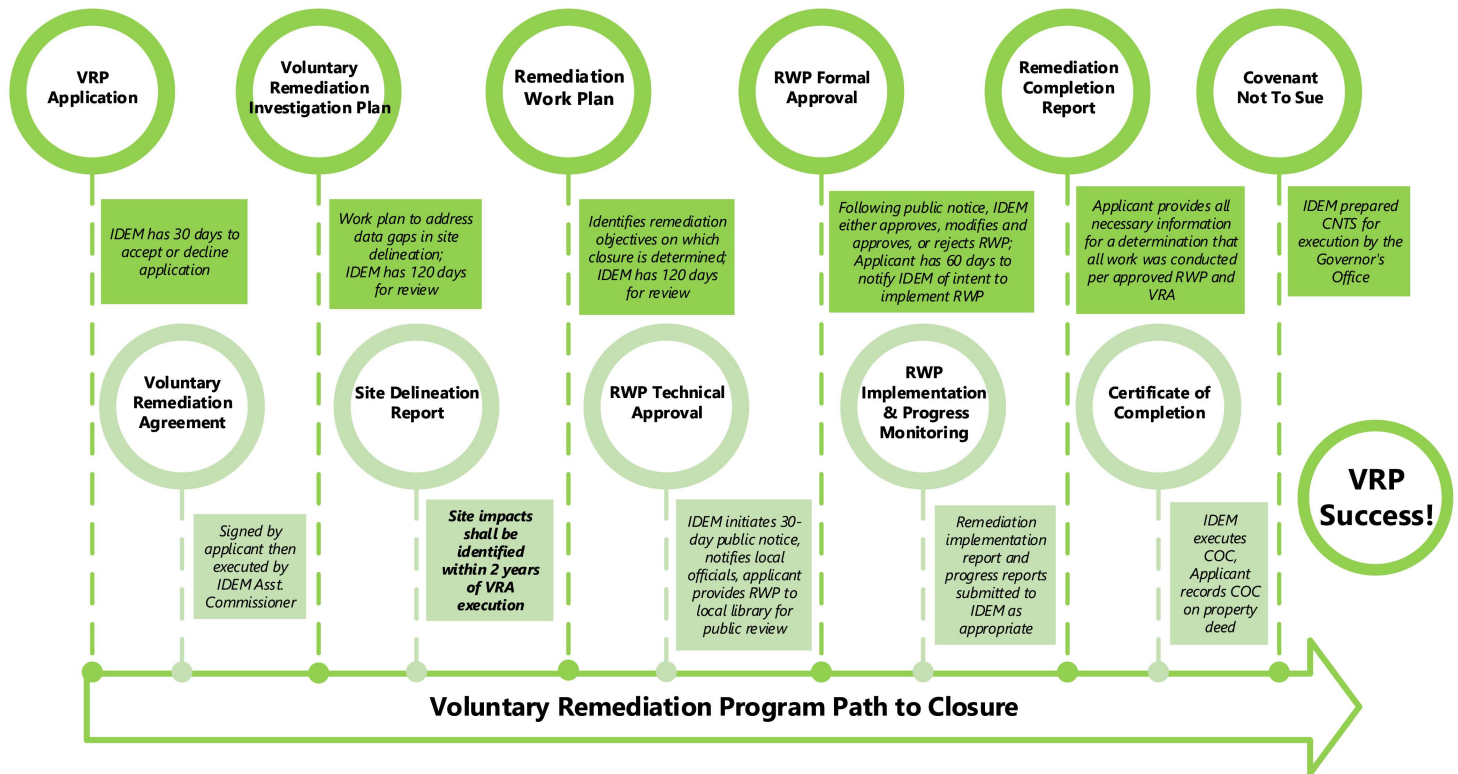 VRP
Application
Voluntary
Remediation
Investigation Plan
Remediation
Work Plan
RWP Formal
Approval
Remediation
Completion
Report
Covenant
Not To Sue
IDEM has 30 days to
accept or decline
application
Work plan to address
data gaps in site
delineation;
IDEM has 120 days
for review
Identifies remediation
objectives on which
closure is determined;
IDEM has 120 days
for review
Following public notice, IDEM
either approves, modifies and
approves, or rejects RWP;
Applicant has 60 days to
notify IDEM of intent to
implement RWP
Applicant provides all
necessary information
for a determination that
all work was conducted
per approved RWP and
VRA
IDEM prepared
CNTS for
execution by the
Governor's
Office
Voluntary
Remediation
Agreement
Site Delineation
Report
RWP Technical
Approval
RWP
Implementation
& Progress
Monitoring
Certificate of
Completion
VRP
Success!
Signed by
applicant then
executed by
IDEM Asst.
Commissioner
Site impacts
shall be
identified
within 2 years
of VRA
execution
IDEM initiates 30-
day public notice,
notifies local
officials, applicant
provides RWP to
local library for
public review
Remediation
implementation
report and
progress reports
submitted to
IDEM as
appropriate
IDEM
executes
COC,
Applicant
records COC
on property
deed
Voluntary Remediation Program Path to Closure